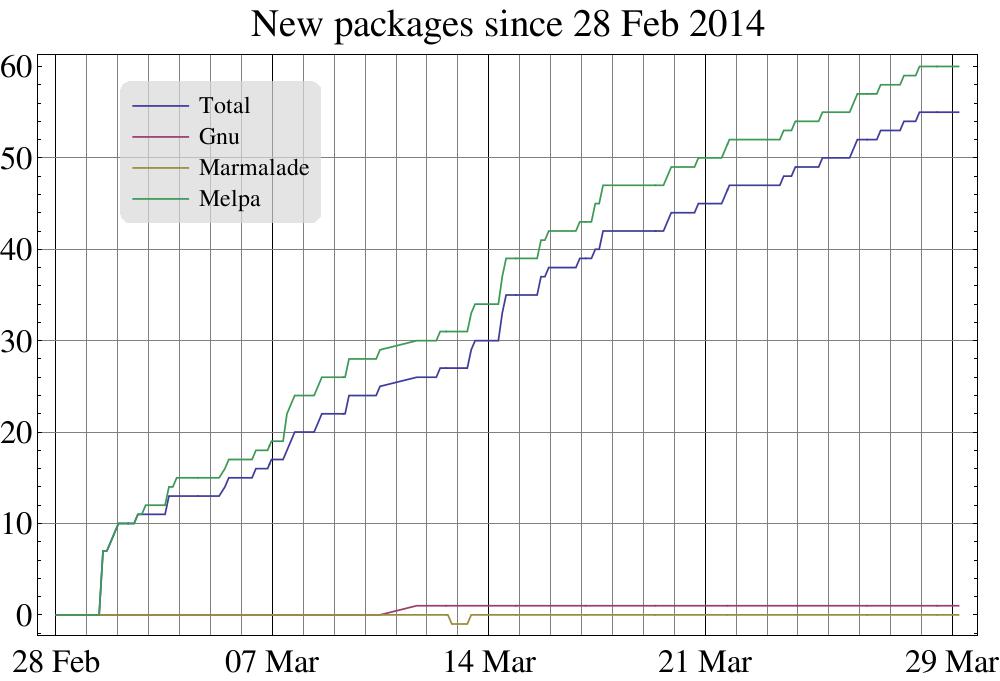 New packages since 28 Feb 2014
60
50
40
30
20
10
0
Total
Gnu
Marmalade
Melpa
28 Feb 07 Mar 14 Mar 21 Mar 29 Mar